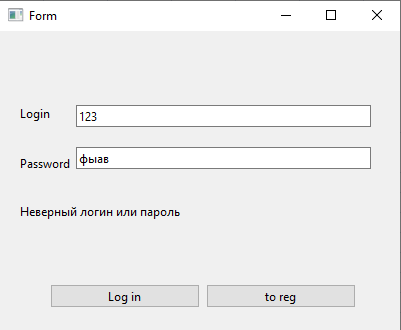 Form
Login
123
Password
фыав
Неверный логин или пароль
Log in
to reg